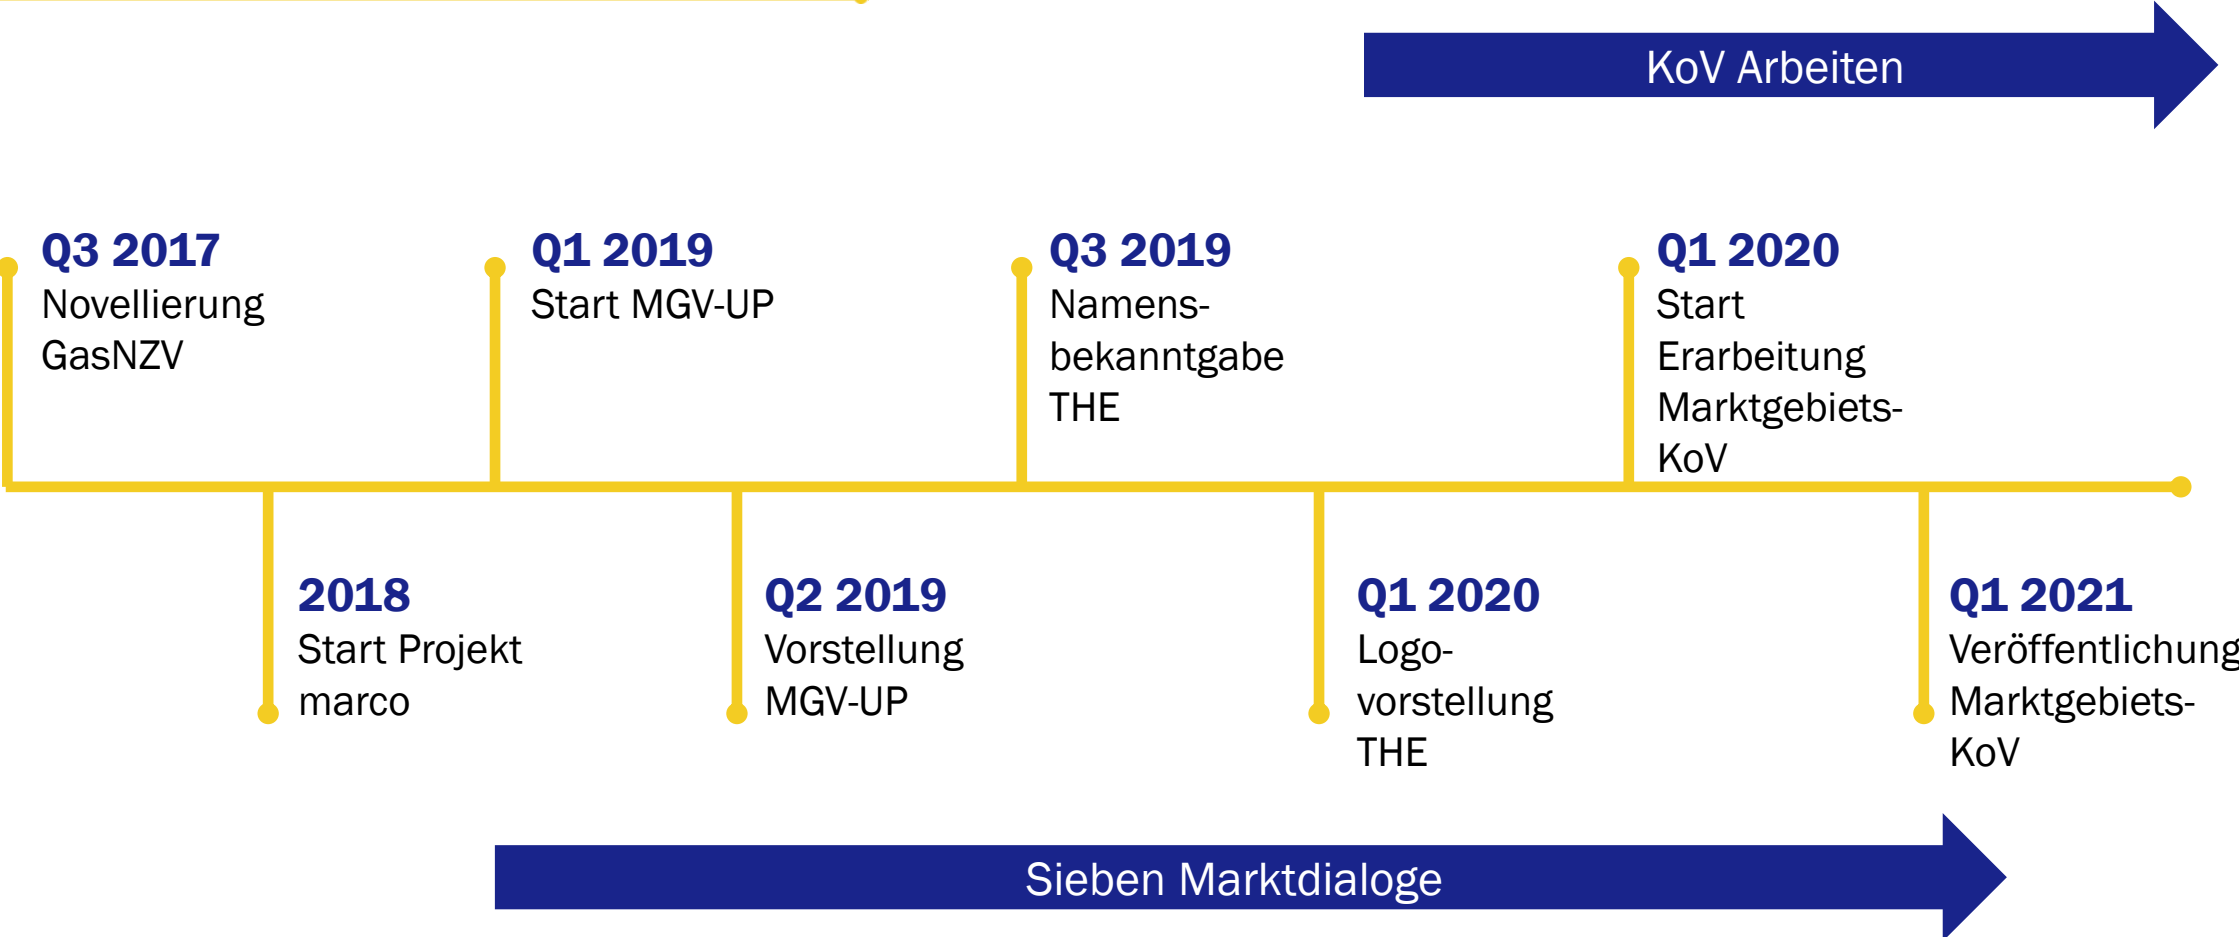 KoV Arbeiten
Q3 2017
Novellierung
GasNZV
Q1 2019
Start MGV-UP
Q3 2019
Namens-
bekanntgabe
THE
Q1 2020
Start
Erarbeitung
Marktgebiets-
KoV
2018
Start Projekt
marco
Q2 2019
Vorstellung
MGV-UP
Q1 2020
Logo-
vorstellung
THE
Q1 2021
Veröffentlichung
Marktgebiets-
KoV
Sieben Marktdialoge